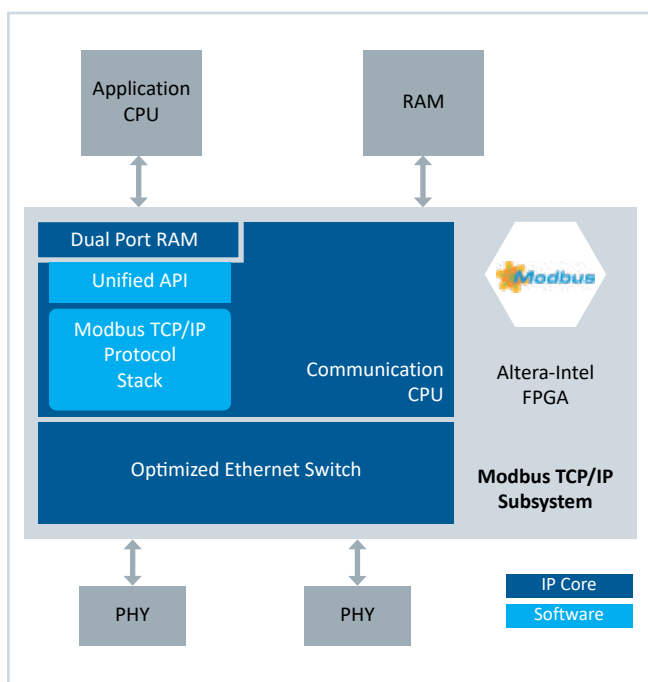 Application
CPU
RAM
Dual Port RAM
Unified API
Modbus TCP/IP
Protocol
Stack
Communication
CPU
Optimized Ethernet Switch
Modbus
Altera-Intel
FPGA
Modbus TCP/IP
Subsystem
PHY
PHY
IP Core
Software